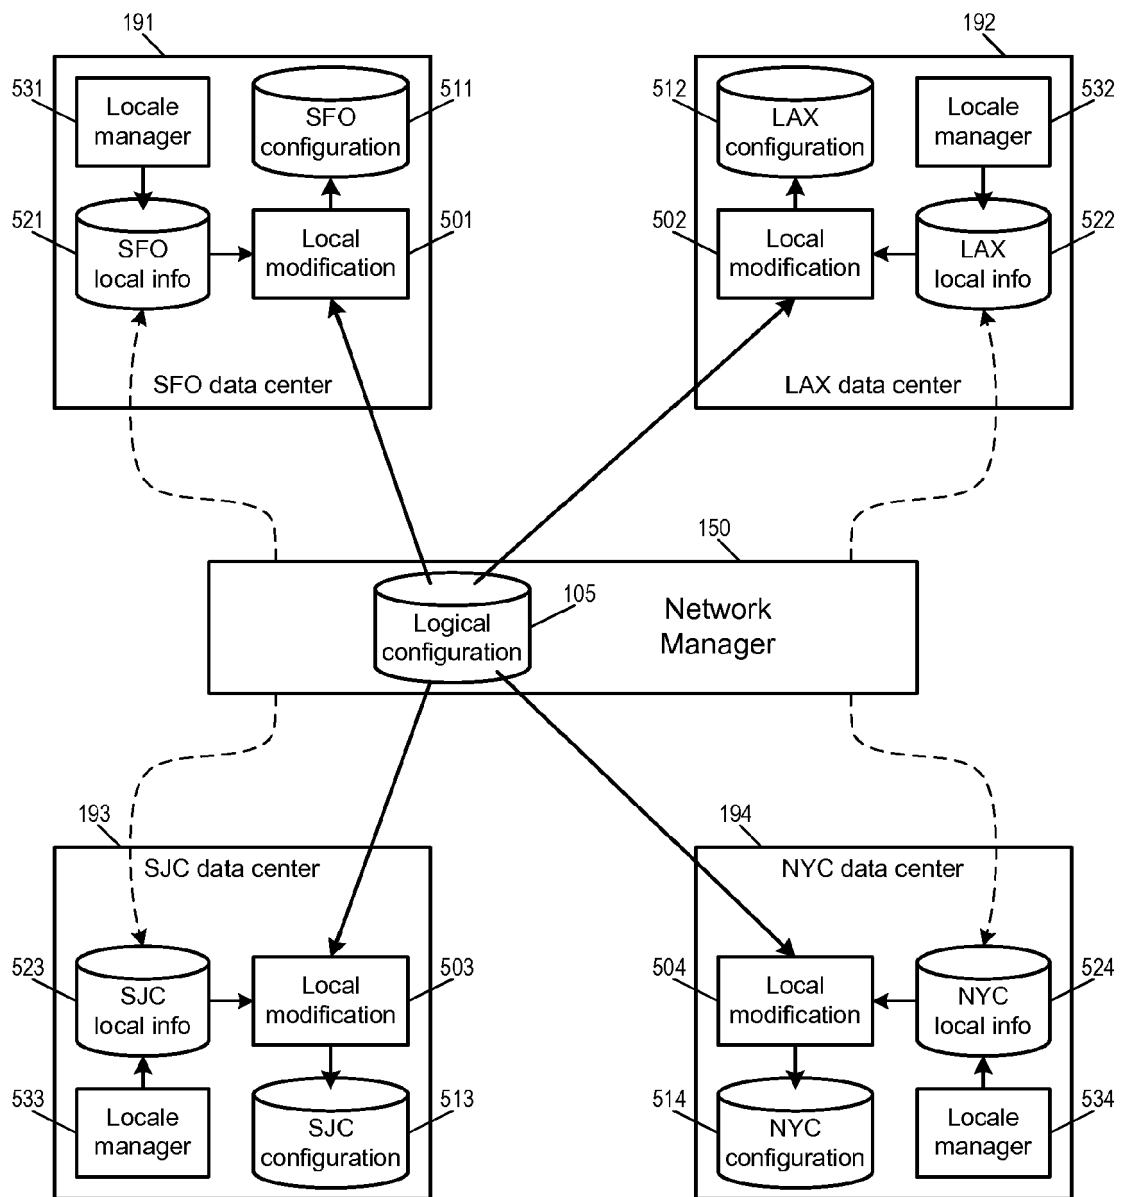 191
192
531
Locale
manager
511
SFO
configuration
512
LAX
configuration
532
Locale
manager
521
SFO
local info
501
Local
modification
502
Local
modification
522
LAX
local info
SFO data center
LAX data center
150
105
Logical
configuration
Network
Manager
193
194
SJC data center
NYC data center
523
SJC
local info
503
Local
modification
504
Local
modification
524
NYC
local info
533
Locale
manager
513
SJC
configuration
514
NYC
configuration
534
Locale
manager